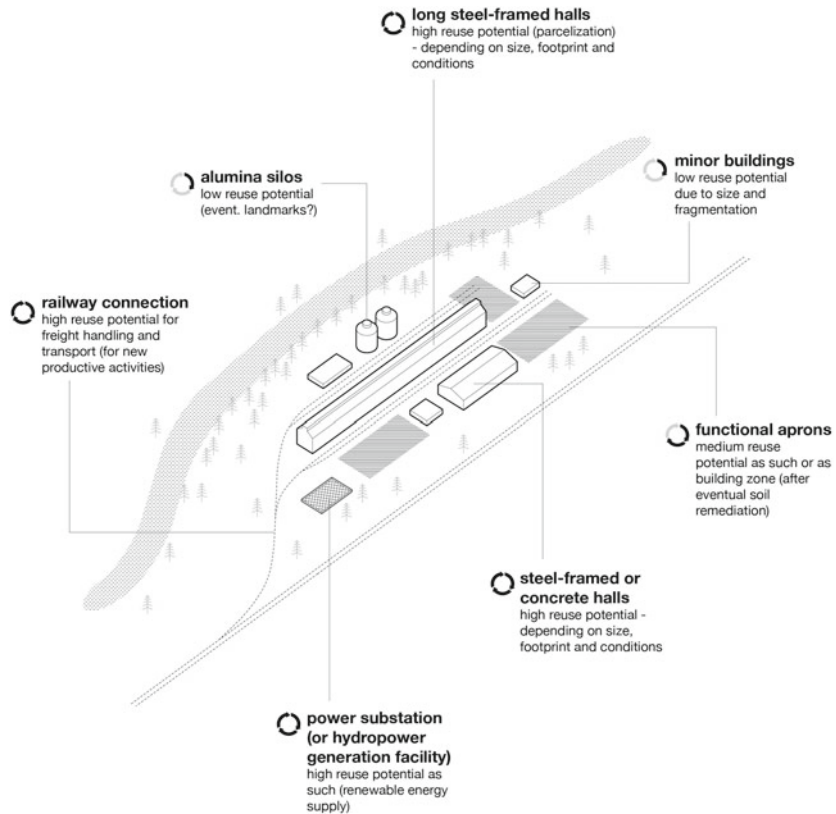 long steel-framed halls
high reuse potential (parcelization)
- depending on size, footprint and
conditions
alumina silos
low reuse potential
(event. landmarks?)
minor buildings
low reuse potential
due to size and
fragmentation
railway connection
high reuse potential for
freight handling and
transport (for new
productive activities)
functional aprons
medium reuse
potential as such or as
building zone (after
eventual soil
remediation)
steel-framed or
concrete halls
high reuse potential -
depending on size,
footprint and conditions
power substation
(or hydropower
generation facility)
high reuse potential as
such (renewable energy
supply)